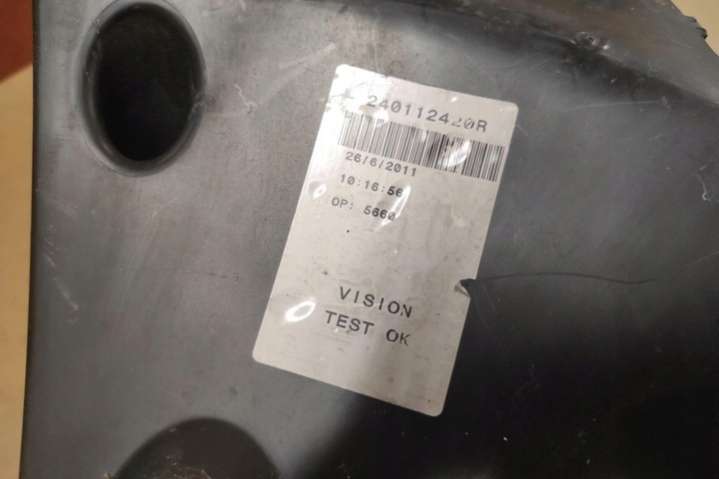 240112420R
26/6/2011
10:16:56
OP: 5660
VISION
TEST OK